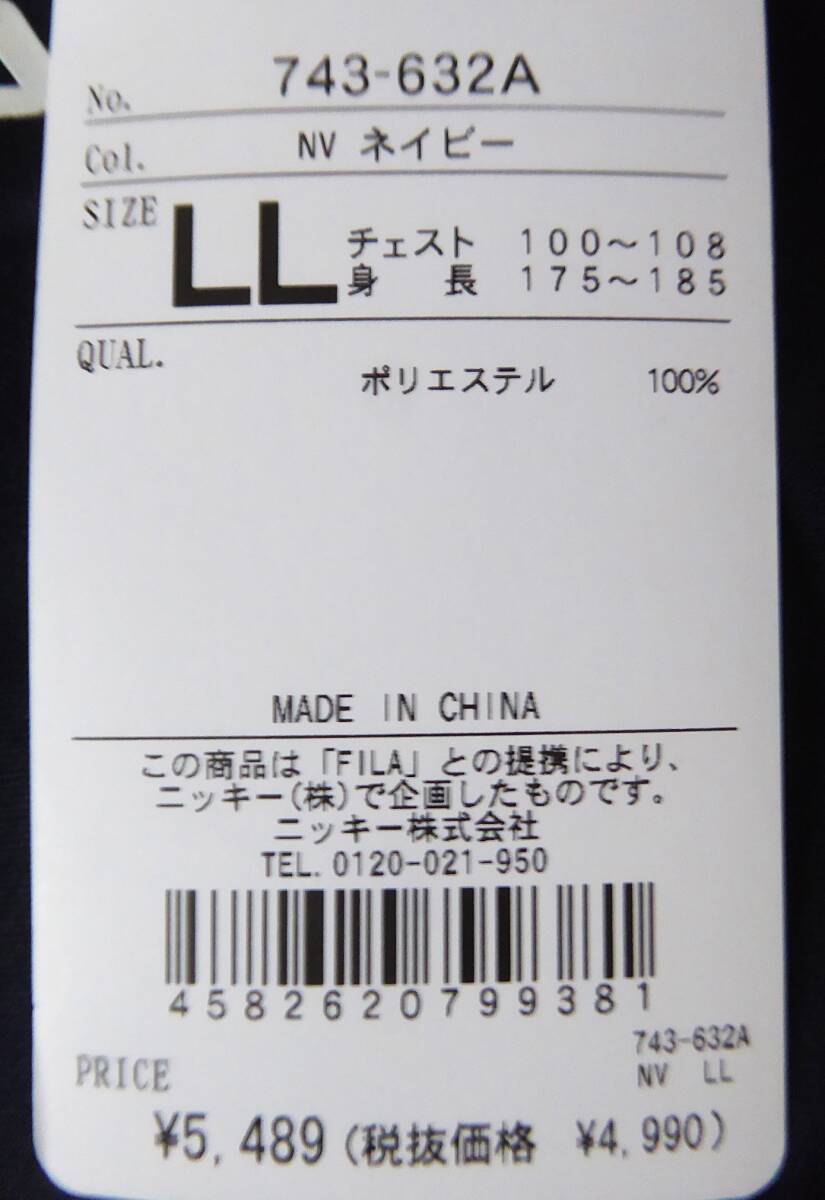 No. 743-632A
Col. NV ネイビー
SIZE LL チェスト 100～108
身長 175～185
QUAL.
ポリエステル 100%
MADE IN CHINA
この商品は「FILA」との提携により、
ニッキー(株)で企画したものです。
ニッキー株式会社
TEL.0120-021-950
4582620799381
743-632A
NV LL
PRICE
¥5,489(税抜価格 ¥4,990)